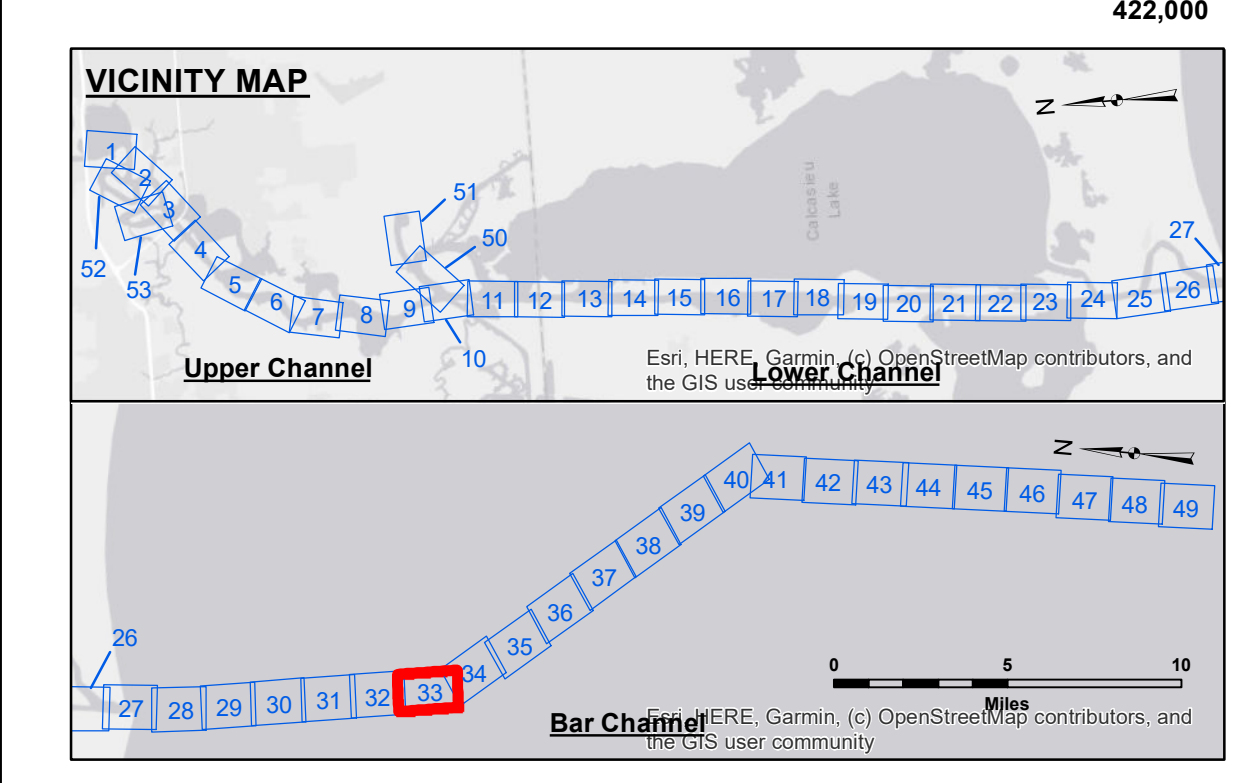 422,000
VICINITY MAP
N
1
2
3
52
53
4
5
6
7
8
9
51
50
10
11 12 13 14 15 16 17 18 19 20 21 22 23 24 25 26
27
Calcasieu
Lake
Upper Channel
Lower Channel
Esri, HERE, Garmin, (c) OpenStreetMap contributors, and
the GIS user community
N
26
27 28 29 30 31 32 33 34 35 36 37 38 39 40 41 42 43 44 45 46 47 48 49
0 5 10
Miles
Bar Channel
Esri, HERE, Garmin, (c) OpenStreetMap contributors, and
the GIS user community